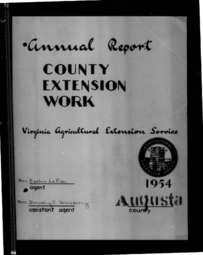 Annual Report
COUNTY
EXTENSION
WORK
Virginia Agricultural Extension Service
agent
1954
Augusta
assistant agent
county